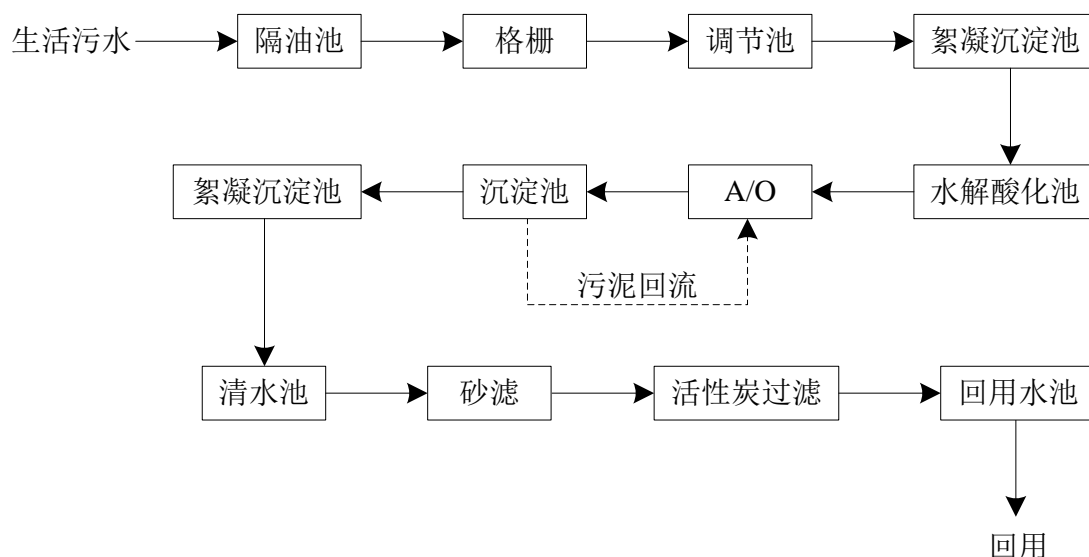 生活污水
隔油池
格栅
调节池
絮凝沉淀池
水解酸化池
A/O
沉淀池
絮凝沉淀池
污泥回流
清水池
砂滤
活性炭过滤
回用水池
回用